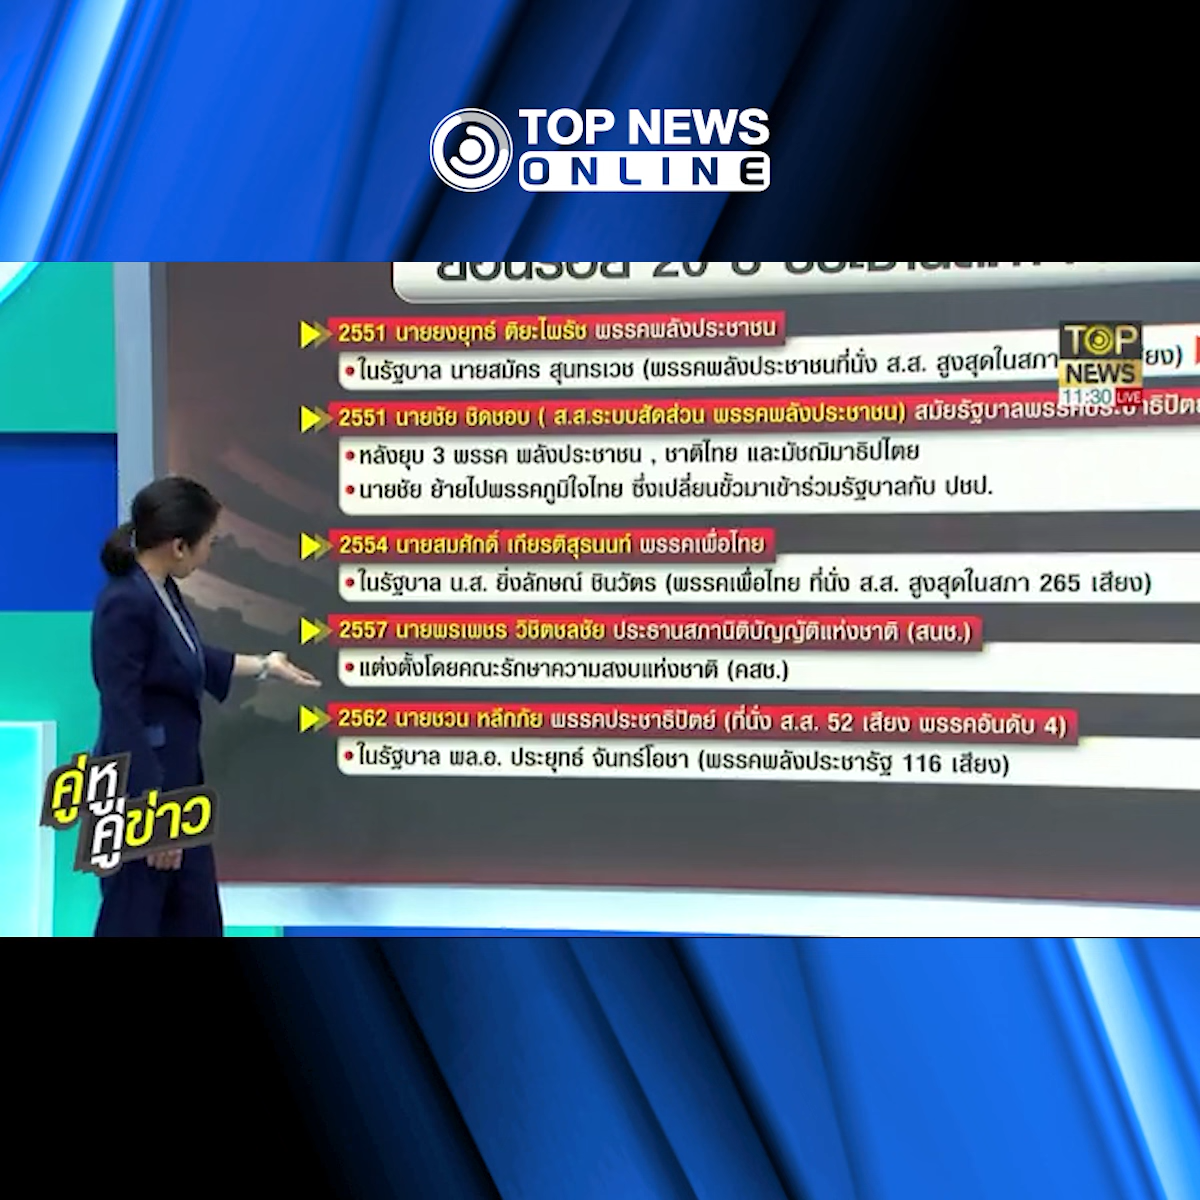 TOP NEWS
ONLINE
ย้อนรอย 20 ปี
2551 นายยงยุทธ์ ติยะไพรัช พรรคพลังประชาชน
•ในรัฐบาล นายสมัคร สุนทรเวช (พรรคพลังประชาชนที่นั่ง ส.ส. สูงสุดในสภา
2551 นายชัย ชิดชอบ ( ส.ส.ระบบสัดส่วน พรรคพลังประชาชน) สมัยรัฐบาลพรรคประชาธิปัตย์
•หลังยุบ 3 พรรค พลังประชาชน , ชาติไทย และมัชฌิมาธิปไตย
•นายชัย ย้ายไปพรรคภูมิใจไทย ซึ่งเปลี่ยนขั้วมาเข้าร่วมรัฐบาลกับ ปชป.
2554 นายสมศักดิ์ เกียรติสุรนนท์ พรรคเพื่อไทย
•ในรัฐบาล น.ส. ยิ่งลักษณ์ ชินวัตร (พรรคเพื่อไทย ที่นั่ง ส.ส. สูงสุดในสภา 265 เสียง)
2557 นายพรเพชร วิชิตชลชัย ประธานสภานิติบัญญัติแห่งชาติ (สนช.)
•แต่งตั้งโดยคณะรักษาความสงบแห่งชาติ (คสช.)
2562 นายชวน หลีกภัย พรรคประชาธิปัตย์ (ที่นั่ง ส.ส. 52 เสียง พรรคอันดับ 4)
•ในรัฐบาล พล.อ. ประยุทธ์ จันทร์โอชา (พรรคพลังประชารัฐ 116 เสียง)
TOP
NEWS
11:30 LIVE
คู่หู
คู่ข่าว